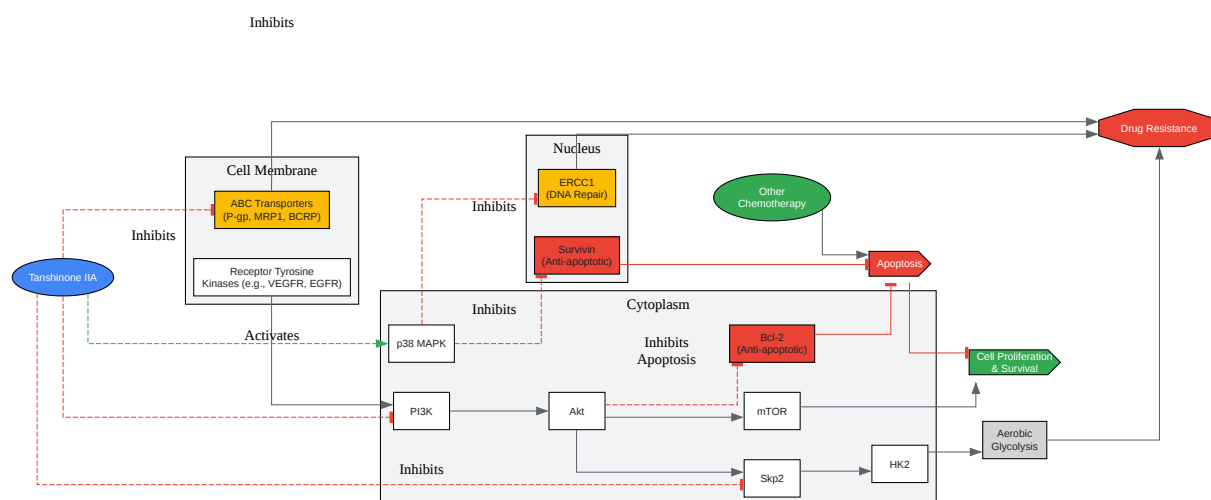 Inhibits
Drug Resistance
Nucleus
Cell Membrane
ERCC1
(DNA Repair)
Other
Chemotherapy
ABC Transporters
(P-gp, MRP1, BCRP)
Inhibits
Inhibits
Survivin
(Anti-apoptotic)
Apoptosis
Receptor Tyrosine
Kinases (e.g., VEGFR, EGFR)
Tanshinone IIA
Cytoplasm
Inhibits
Activates
p38 MAPK
Inhibits
Apoptosis
Bcl-2
(Anti-apoptotic)
Cell Proliferation
& Survival
PI3K
Akt
mTOR
Aerobic
Glycolysis
Inhibits
HK2
Skp2